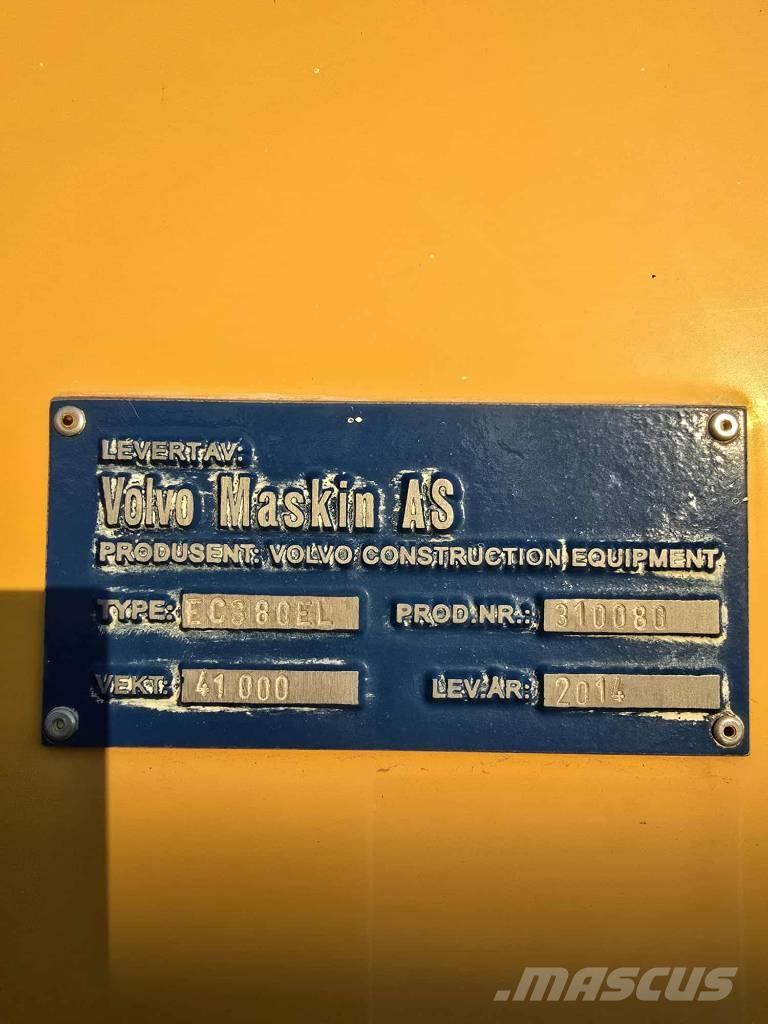 LEVERT AV:
Volvo Maskin AS
PRODUSENT: VOLVO CONSTRUCTION EQUIPMENT
TYPE: EC380EL PROD.NR.: 310080
VEKT: 41 000 LEV.ÅR: 2014
MASCUS